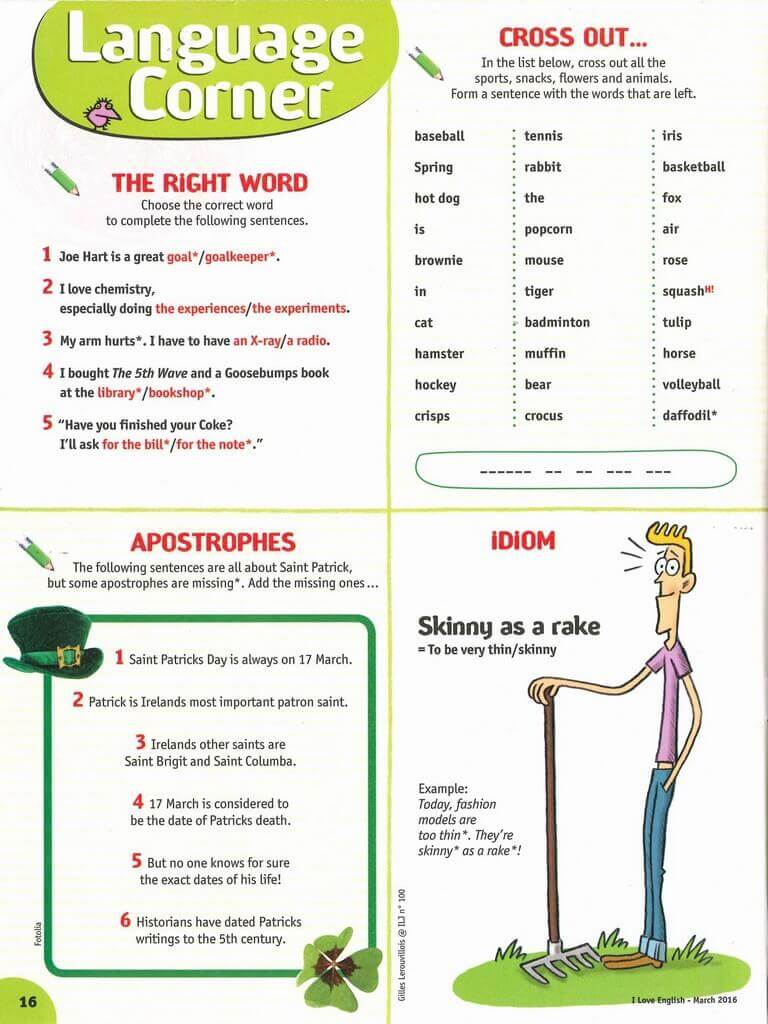 Language
Corner
THE RIGHT WORD
Choose the correct word
to complete the following sentences.
1 Joe Hart is a great goal*/goalkeeper*.
2 I love chemistry,
especially doing the experiences/the experiments.
3 My arm hurts*. I have to have an X-ray/a radio.
4 I bought The 5th Wave and a Goosebumps book
at the library*/bookshop*.
5 “Have you finished your Coke?
I’ll ask for the bill*/for the note*.”
CROSS OUT...
In the list below, cross out all the
sports, snacks, flowers and animals.
Form a sentence with the words that are left.
baseball tennis iris
Spring rabbit basketball
hot dog the fox
is popcorn air
brownie mouse rose
in tiger squashH!
cat badminton tulip
hamster muffin horse
hockey bear volleyball
crisps crocus daffodil*
______ __ __ ___ ___
APOSTROPHES
The following sentences are all about Saint Patrick,
but some apostrophes are missing*. Add the missing ones...
1 Saint Patricks Day is always on 17 March.
2 Patrick is Irelands most important patron saint.
3 Irelands other saints are
Saint Brigit and Saint Columba.
4 17 March is considered to
be the date of Patricks death.
5 But no one knows for sure
the exact dates of his life!
6 Historians have dated Patricks
writings to the 5th century.
Fotolia
16
IDIOM
Skinny as a rake
= To be very thin/skinny
Example:
Today, fashion
models are
too thin*. They’re
skinny* as a rake*!
Gilles Lerouvillois @ ILJ n° 100
I Love English - March 2016